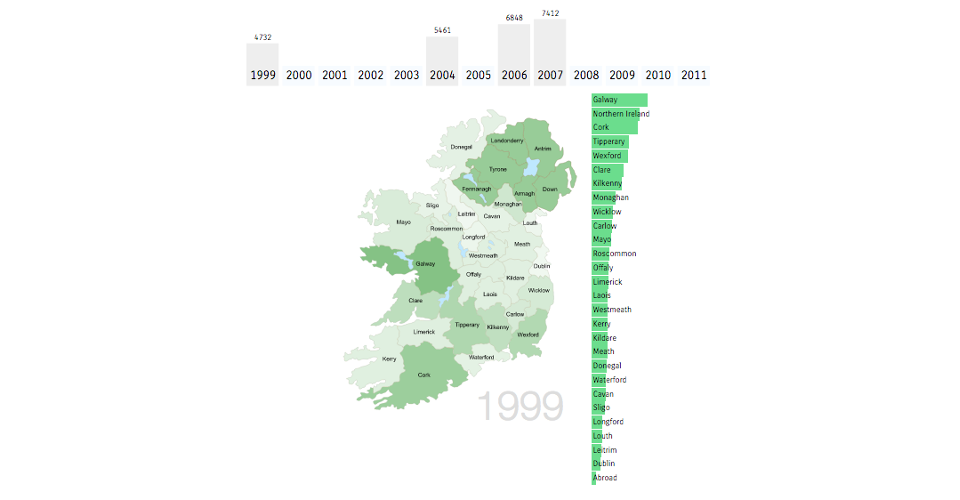 7412
6848
5461
4732
1999 2000 2001 2002 2003 2004 2005 2006 2007 2008 2009 2010 2011
Galway
Northern Ireland
Cork
Tipperary
Wexford
Clare
Kilkenny
Monaghan
Wicklow
Carlow
Mayo
Roscommon
Offaly
Limerick
Laois
Westmeath
Kerry
Kildare
Meath
Donegal
Waterford
Cavan
Sligo
Longford
Louth
Leitrim
Dublin
Abroad
Londonderry
Donegal
Antrim
Tyrone
Fermanagh
Armagh
Down
Monaghan
Sligo
Leitrim
Cavan
Louth
Mayo
Roscommon
Longford
Meath
Westmeath
Galway
Dublin
Offaly
Kildare
Wicklow
Laois
Clare
Carlow
Limerick
Tipperary
Kilkenny
Wexford
Kerry
Waterford
Cork
1999